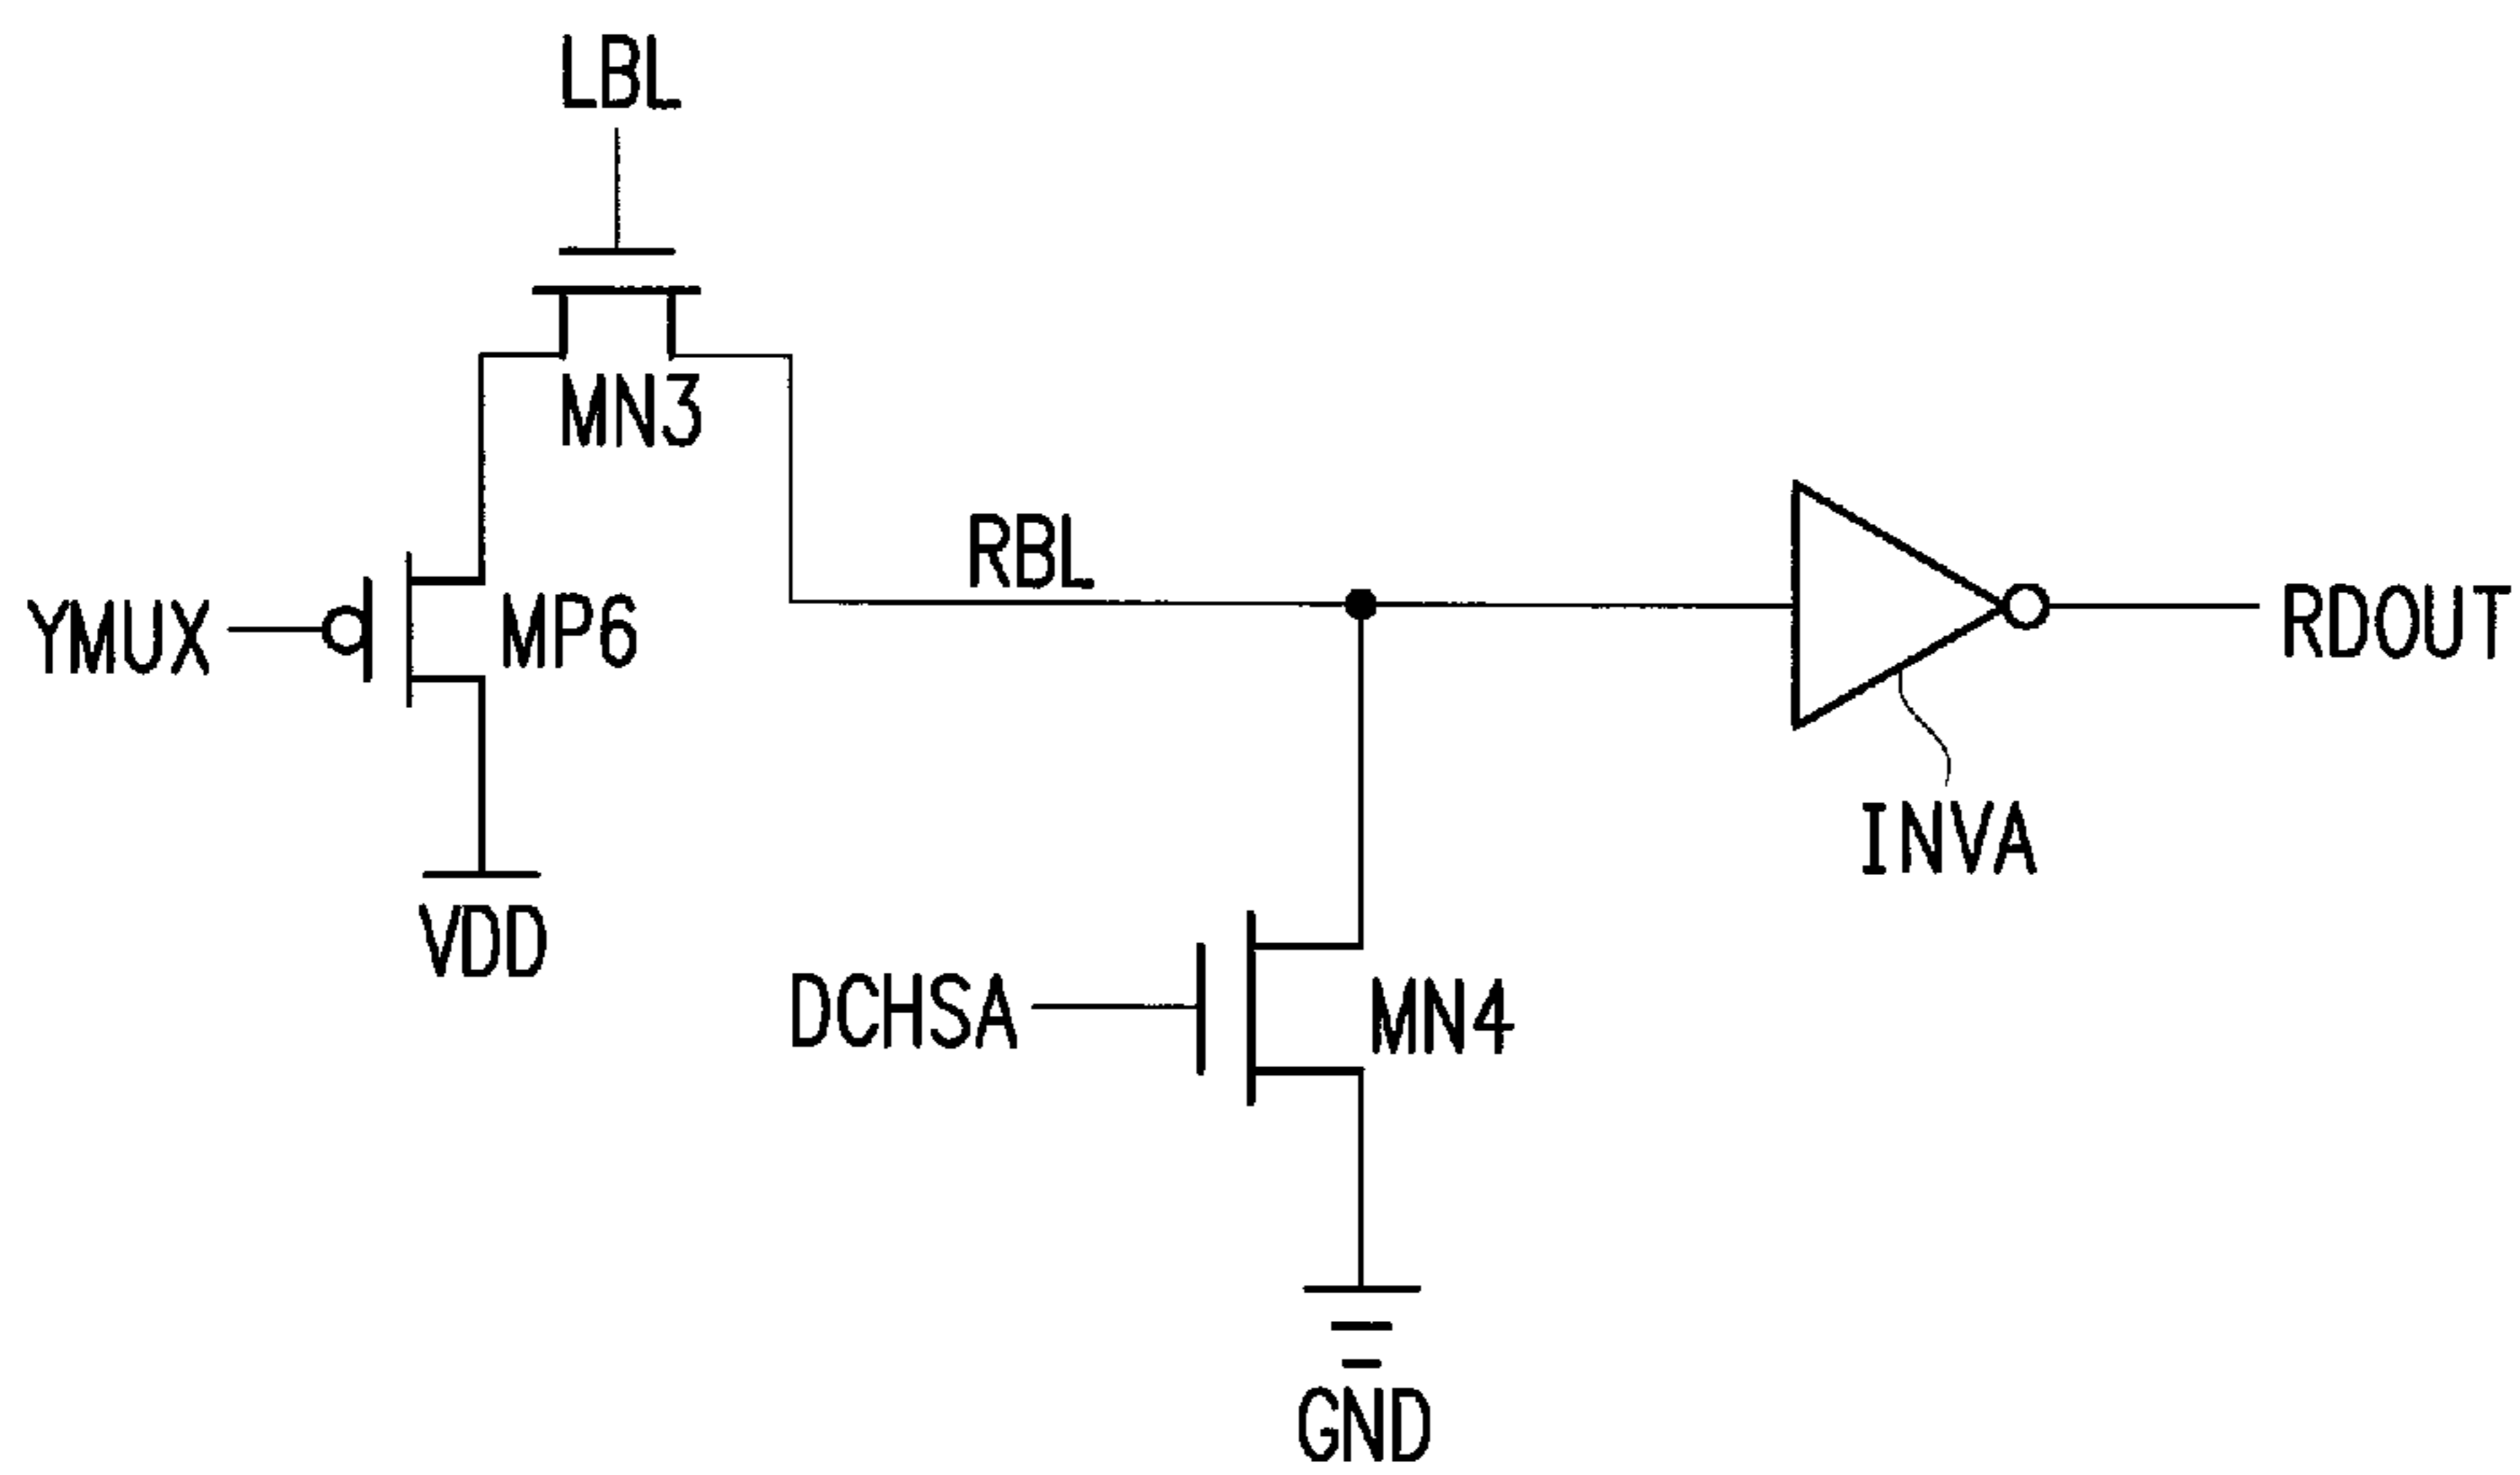 LBL
MN3
RBL
YMUX
MP6
RDOUT
INVA
VDD
DCHSA
MN4
GND